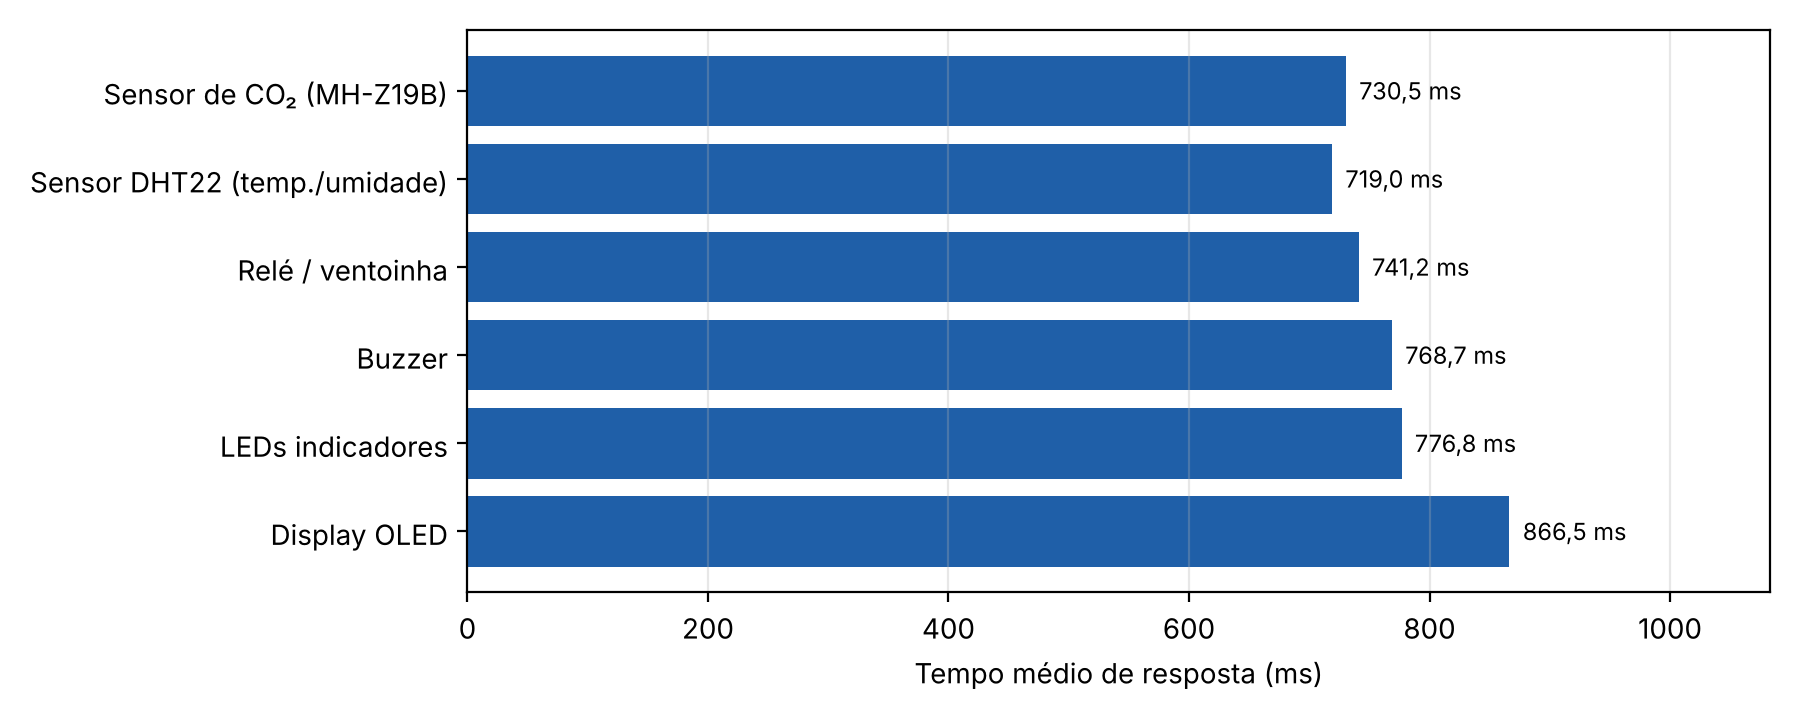 Sensor de CO₂ (MH-Z19B) 730,5 ms
Sensor DHT22 (temp./umidade) 719,0 ms
Relé / ventoinha 741,2 ms
Buzzer 768,7 ms
LEDs indicadores 776,8 ms
Display OLED 866,5 ms
0 200 400 600 800 1000
Tempo médio de resposta (ms)